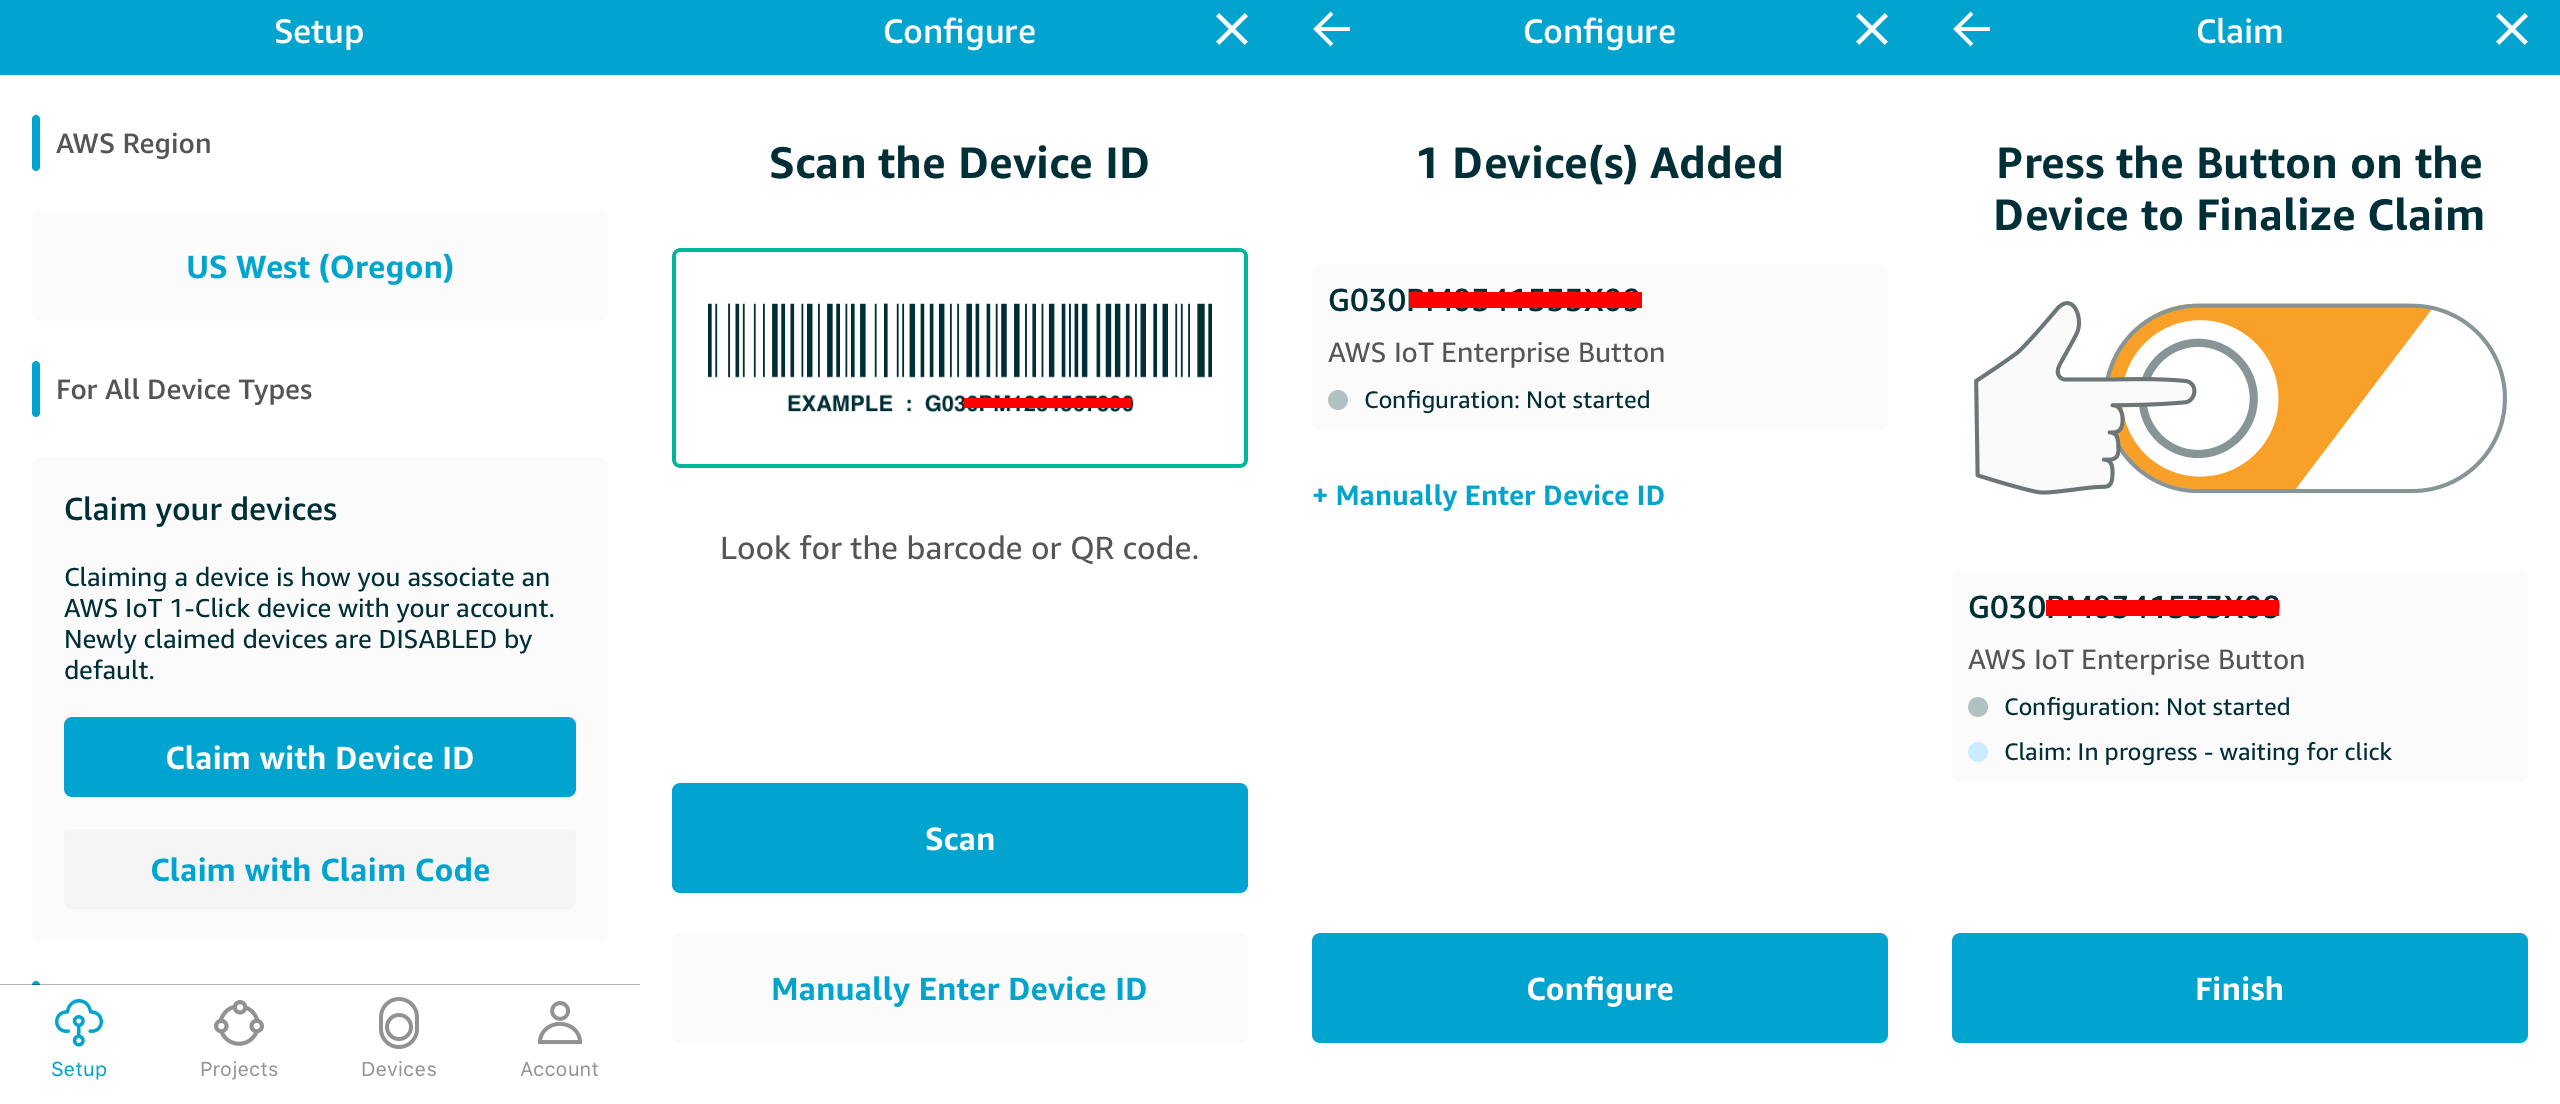 Setup
AWS Region
US West (Oregon)
For All Device Types
Claim your devices
Claiming a device is how you associate an
AWS IoT 1-Click device with your account.
Newly claimed devices are DISABLED by
default.
Claim with Device ID
Claim with Claim Code
Setup
Projects
Devices
Account
Configure
Scan the Device ID
EXAMPLE : G03
Look for the barcode or QR code.
Scan
Manually Enter Device ID
Configure
1 Device(s) Added
G030
AWS IoT Enterprise Button
Configuration: Not started
+ Manually Enter Device ID
Configure
Claim
Press the Button on the
Device to Finalize Claim
G030
AWS IoT Enterprise Button
Configuration: Not started
Claim: In progress - waiting for click
Finish